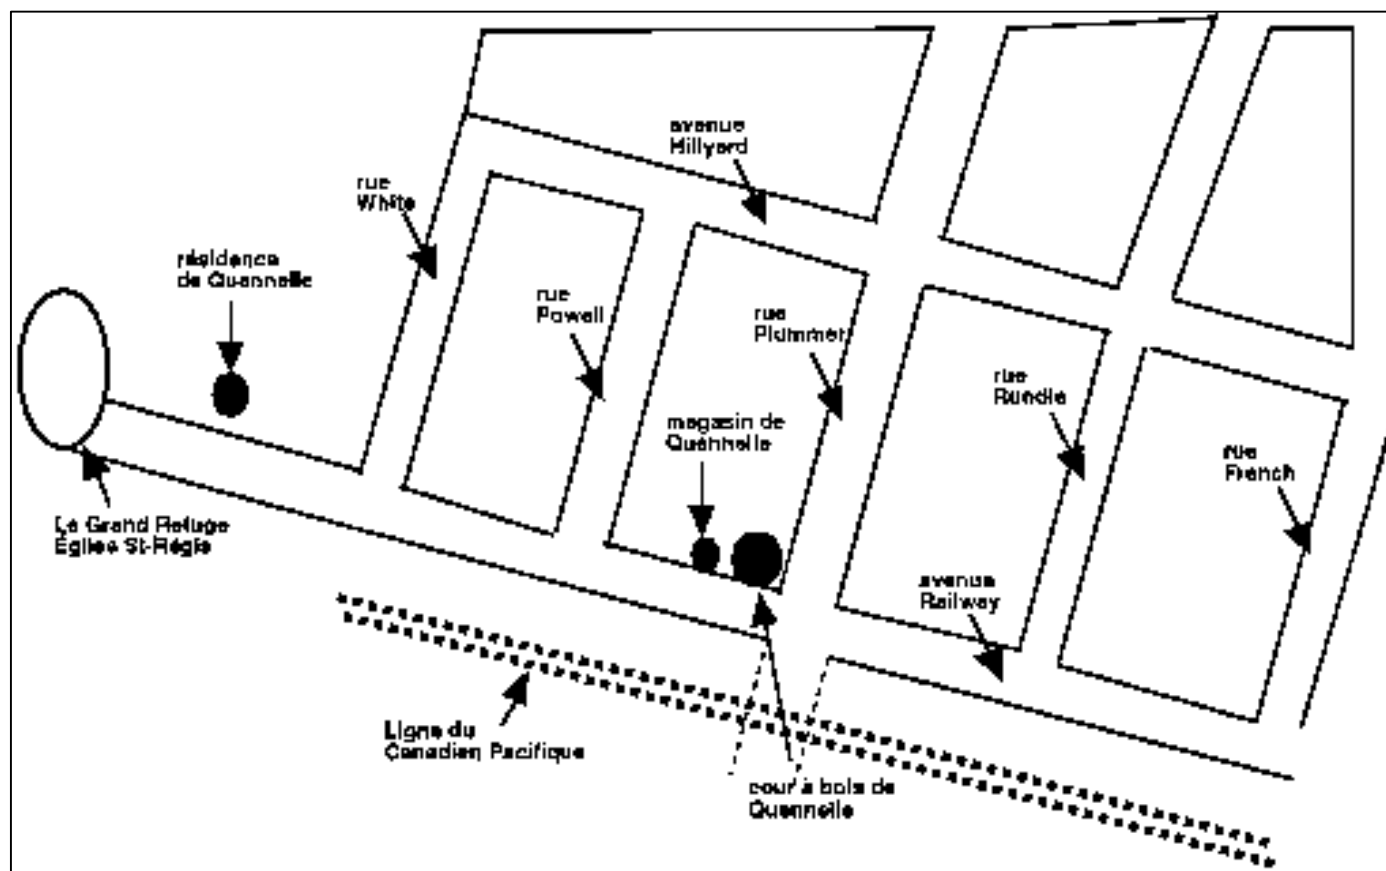 avenue
Hillyard
rue
White
résidence
de Quennelle
rue
Powell
rue
Plummer
rue
Rundle
magasin de
Quennelle
rue
French
Le Grand Refuge
Église St-Régis
avenue
Railway
Ligne du
Canadien Pacifique
cour à bois de
Quennelle